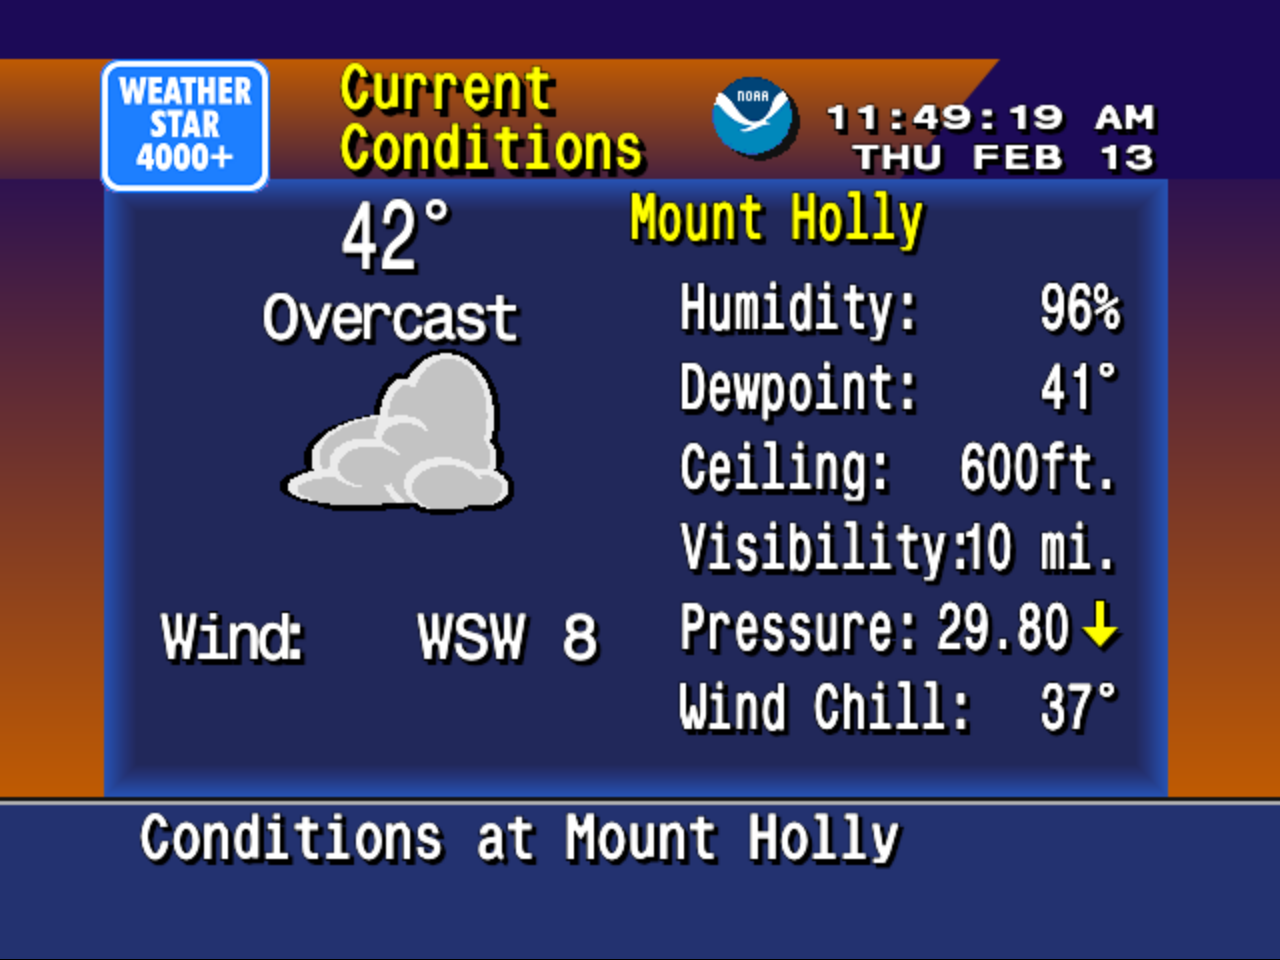 WEATHER
STAR
4000+
Current
Conditions
NOAA
11:49:19 AM
THU FEB 13
42°
Overcast
Wind: WSW 8
Mount Holly
Humidity: 96%
Dewpoint: 41°
Ceiling: 600ft.
Visibility: 10 mi.
Pressure: 29.80↓
Wind Chill: 37°
Conditions at Mount Holly